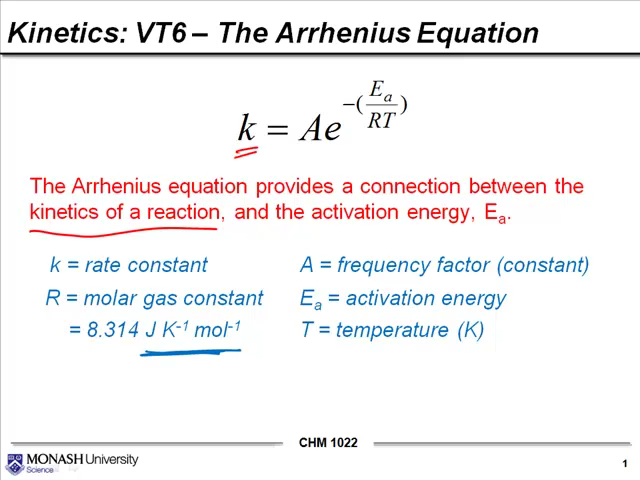 Kinetics: VT6 – The Arrhenius Equation
k = Ae^−(Ea/RT)
The Arrhenius equation provides a connection between the
kinetics of a reaction, and the activation energy, Ea.
k = rate constant
A = frequency factor (constant)
R = molar gas constant
Ea = activation energy
= 8.314 J K-1 mol-1
T = temperature (K)
CHM 1022
MONASH University
Science
1